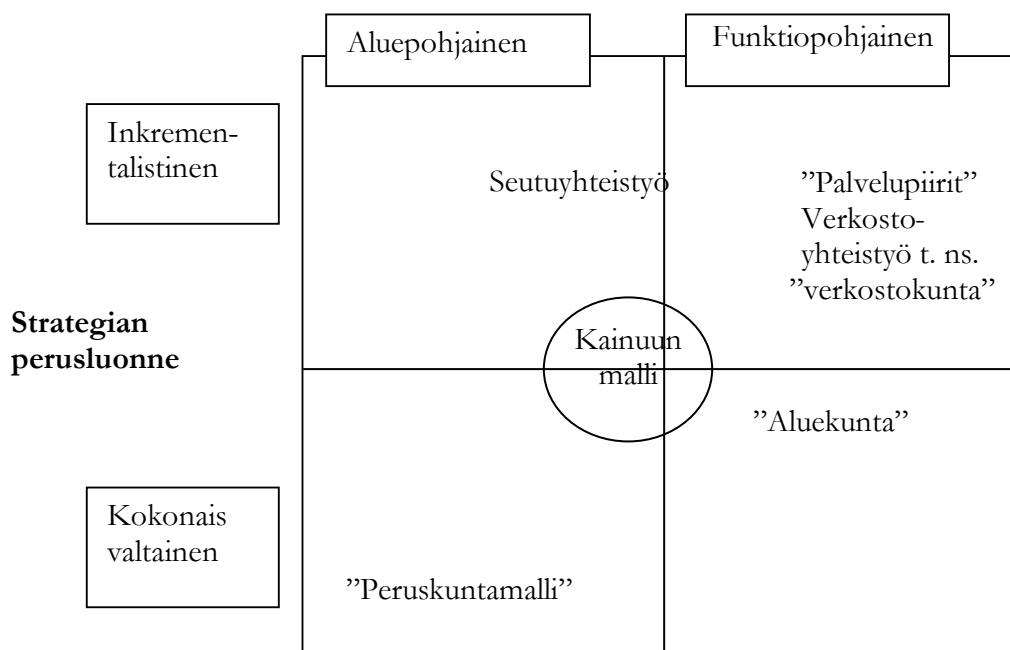 Aluepohjainen
Funktiopohjainen
Inkremen-
talistinen
Seutuyhteistyö
”Palvelupiirit”
Verkosto-
yhteistyö t. ns.
”verkostokunta”
Strategian
perusluonne
Kainuun
malli
”Aluekunta”
Kokonais
valtainen
”Peruskuntamalli”